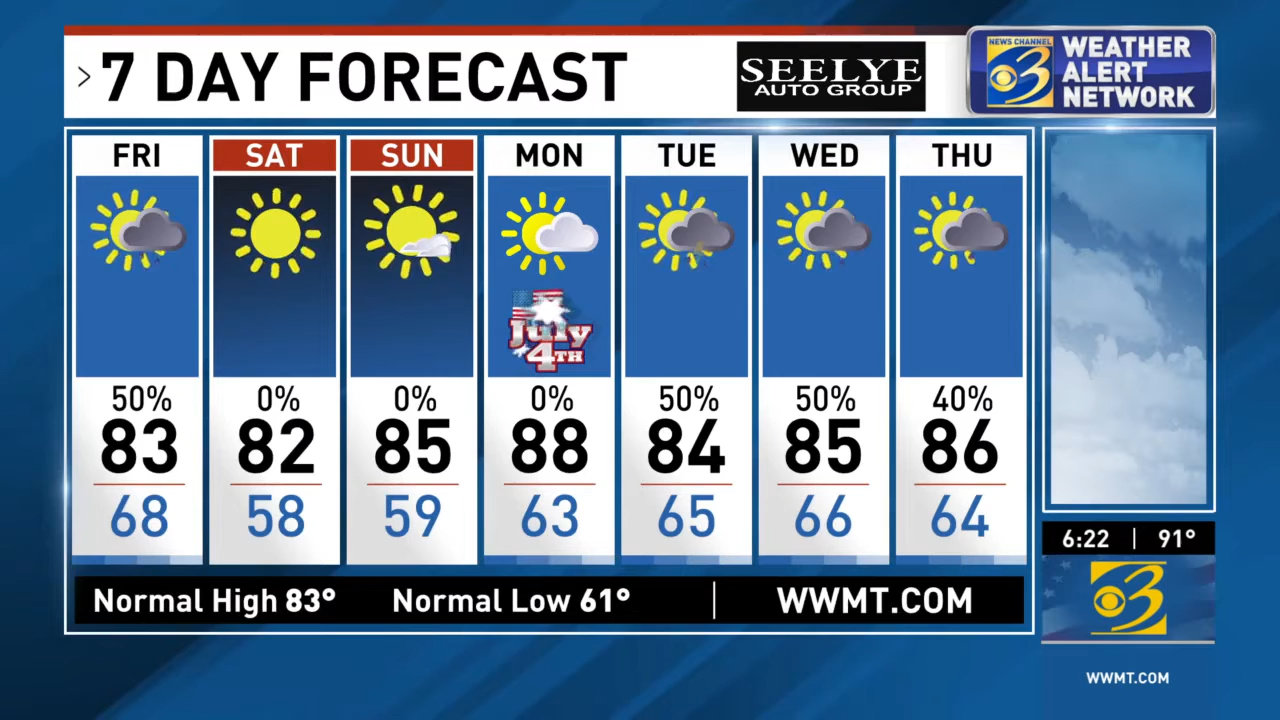 > 7 DAY FORECAST
SEELYE
AUTO GROUP
NEWS CHANNEL
3
WEATHER
ALERT
NETWORK
FRI SAT SUN MON TUE WED THU
July
4TH
50% 0% 0% 0% 50% 50% 40%
83 82 85 88 84 85 86
68 58 59 63 65 66 64
Normal High 83° Normal Low 61° | WWMT.COM
6:22 | 91°
3
WWMT.COM